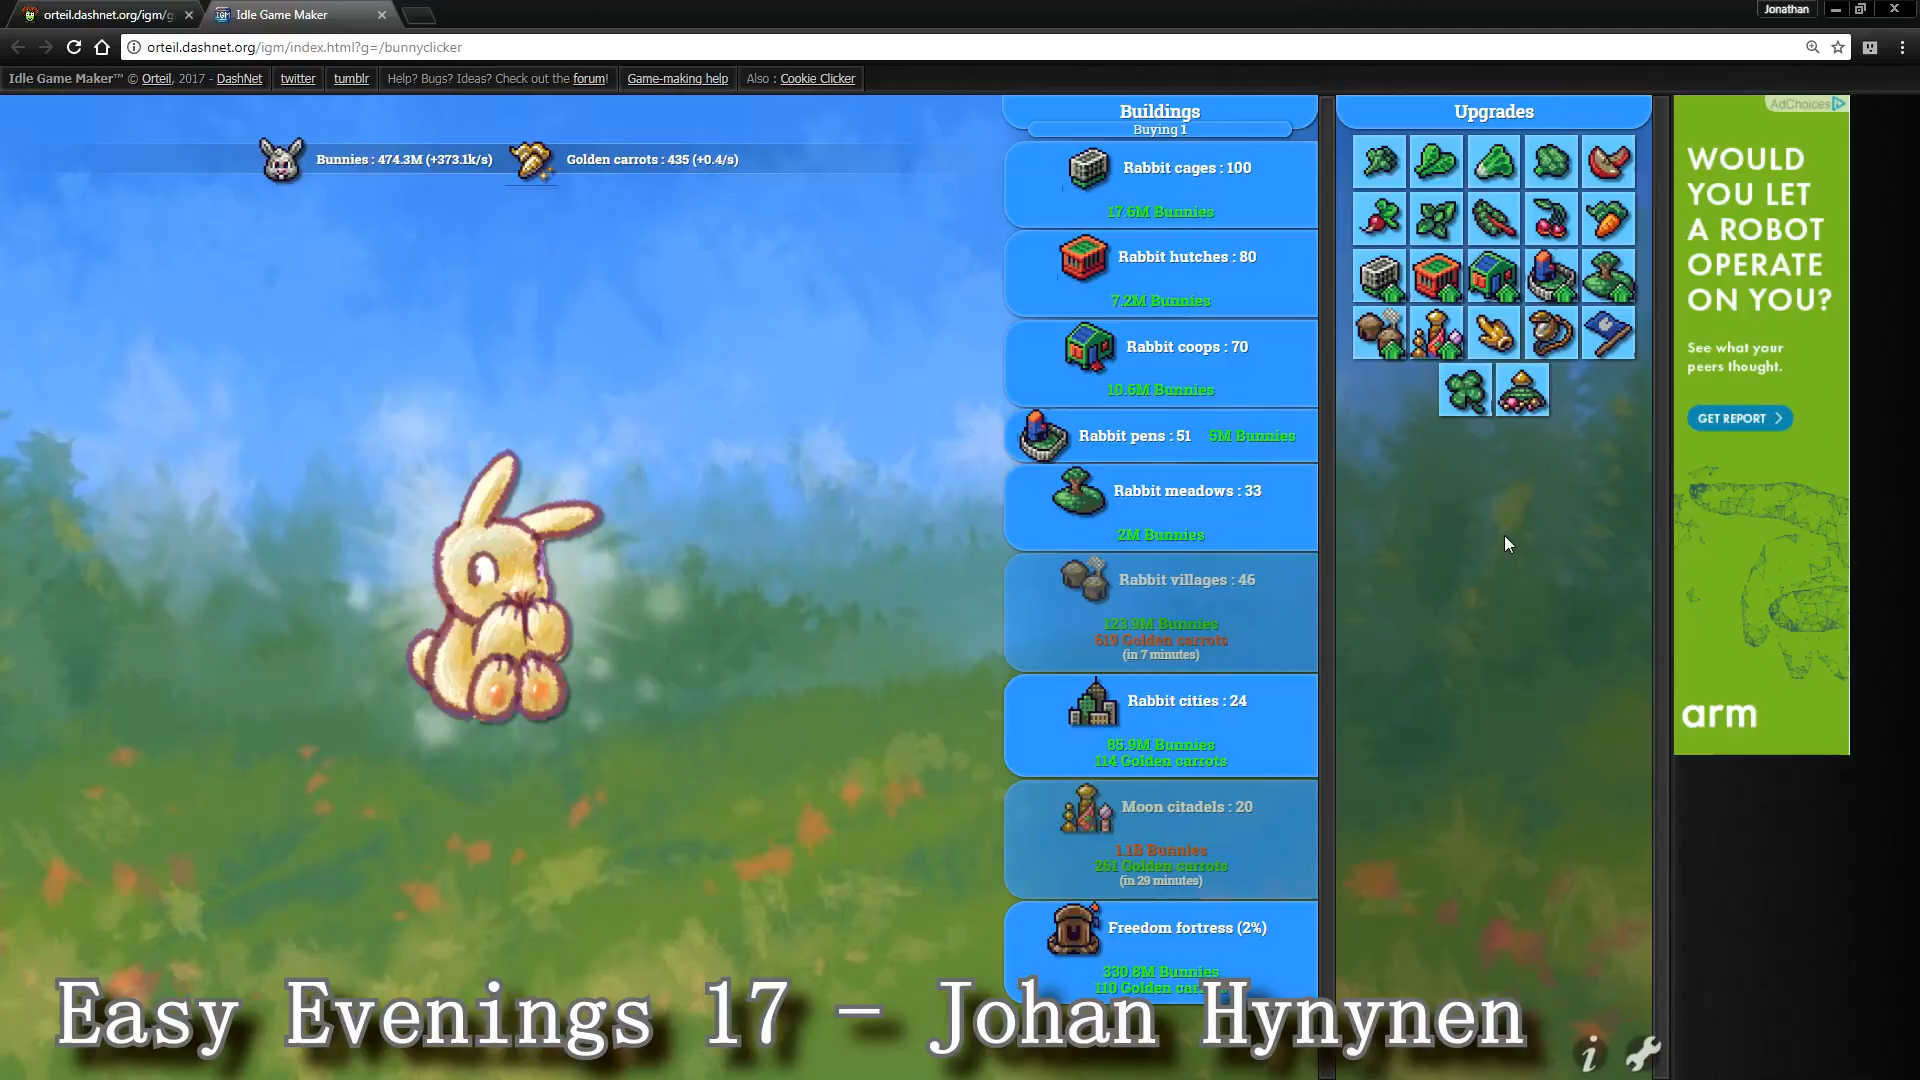 orteil.dashnet.org/igm/g
Idle Game Maker
Jonathan
orteil.dashnet.org/igm/index.html?g=/bunnyclicker
Idle Game Maker™ © Orteil, 2017 - DashNet
twitter
tumblr
Help? Bugs? Ideas? Check out the forum!
Game-making help
Also : Cookie Clicker
Bunnies : 474.3M (+373.1k/s)
Golden carrots : 435 (+0.4/s)
Buildings
Buying 1
Rabbit cages : 100
17.6M Bunnies
Rabbit hutches : 80
7.2M Bunnies
Rabbit coops : 70
10.6M Bunnies
Rabbit pens : 51
5M Bunnies
Rabbit meadows : 33
2M Bunnies
Rabbit villages : 46
123.9M Bunnies
619 Golden carrots
(in 7 minutes)
Rabbit cities : 24
85.9M Bunnies
114 Golden carrots
Moon citadels : 20
1.1B Bunnies
261 Golden carrots
(in 29 minutes)
Freedom fortress (2%)
330.8M Bunnies
110 Golden
Upgrades
AdChoices
WOULD
YOU LET
A ROBOT
OPERATE
ON YOU?
See what your
peers thought.
GET REPORT
arm
Easy Evenings 17 – Johan Hynynen